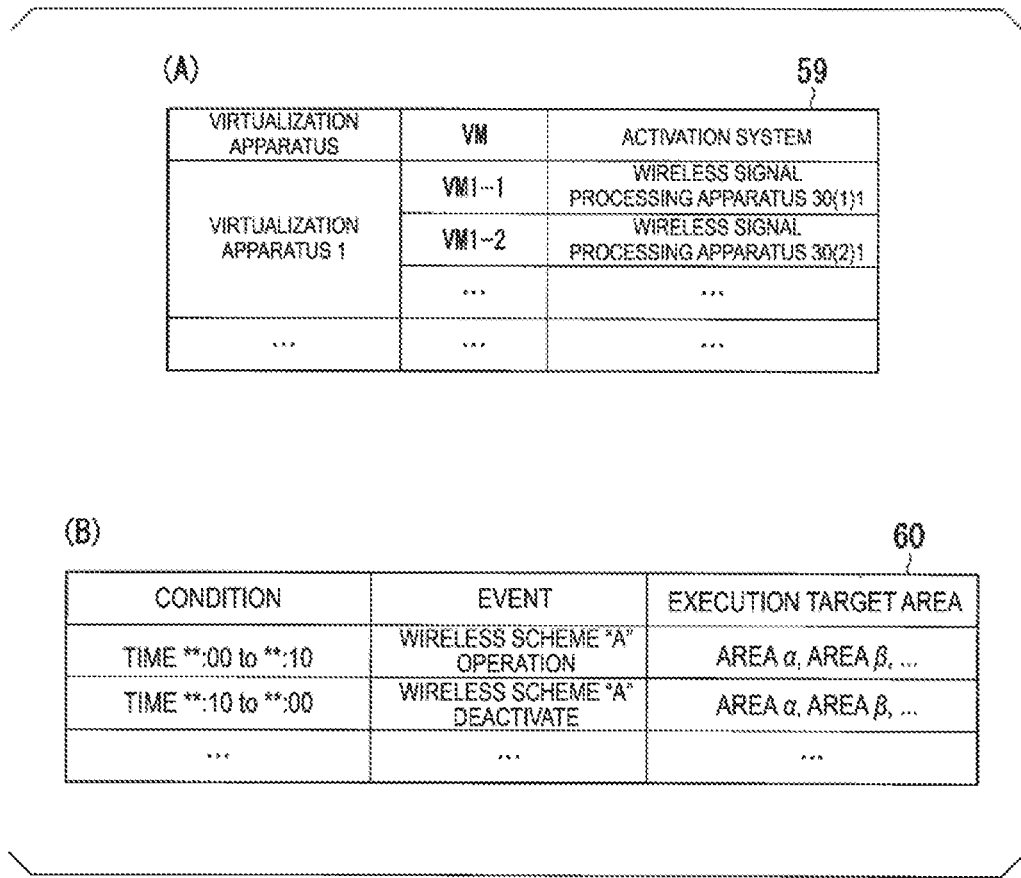 (A)
59
VIRTUALIZATION
APPARATUS
VM
ACTIVATION SYSTEM
VIRTUALIZATION
APPARATUS 1
VM1-1
WIRELESS SIGNAL
PROCESSING APPARATUS 30(1)1
VM1-2
WIRELESS SIGNAL
PROCESSING APPARATUS 30(2)1
...
...
...
...
...
(B)
60
CONDITION
EVENT
EXECUTION TARGET AREA
TIME **:00 to **:10
WIRELESS SCHEME "A"
OPERATION
AREA α, AREA β, ...
TIME **:10 to **:00
WIRELESS SCHEME "A"
DEACTIVATE
AREA α, AREA β, ...
...
...
...